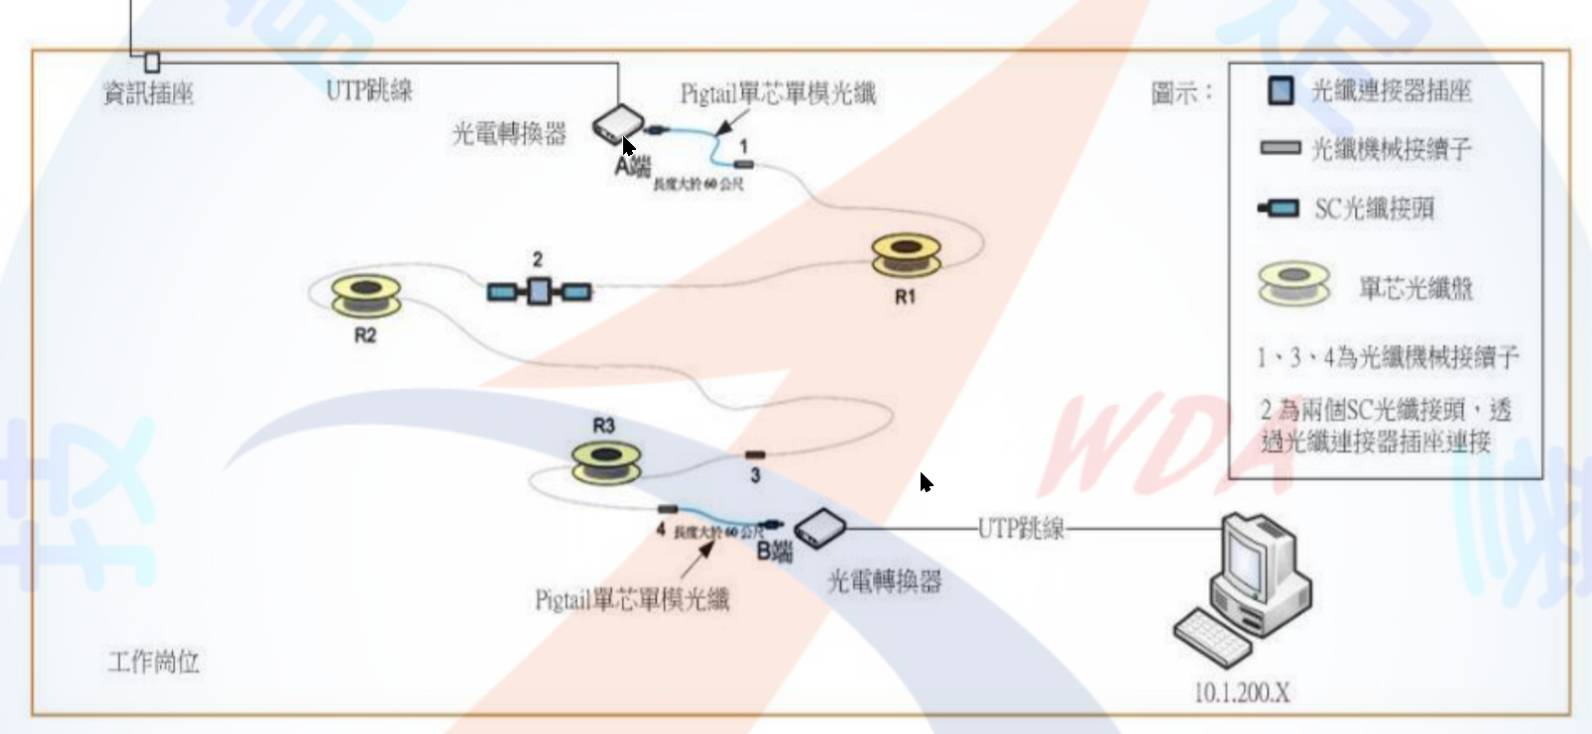 資訊插座
UTP跳線
Pigtail單芯單模光纖
光電轉換器
A端
1
長度大於 60 公尺
R1
2
R2
R3
3
4
長度大於 60 公尺
B端
Pigtail單芯單模光纖
光電轉換器
UTP跳線
10.1.200.X
工作崗位
圖示：
光纖連接器插座
光纖機械接續子
SC光纖接頭
單芯光纖盤
1、3、4為光纖機械接續子
2 為兩個SC光纖接頭，透
過光纖連接器插座連接
WDA
技